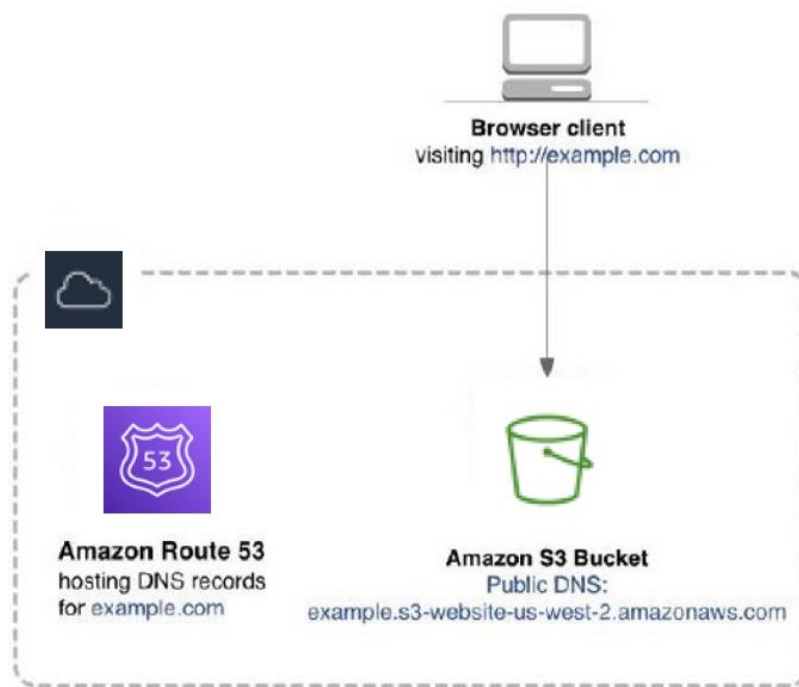 Browser client
visiting http://example.com
53
Amazon Route 53
hosting DNS records
for example.com
Amazon S3 Bucket
Public DNS:
example.s3-website-us-west-2.amazonaws.com